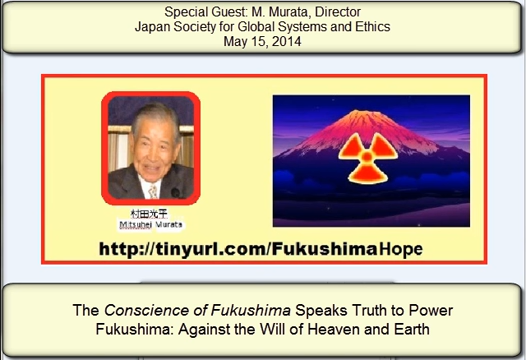 Special Guest: M. Murata, Director
Japan Society for Global Systems and Ethics
May 15, 2014
村田光平
Mitsuhei Murata
http://tinyurl.com/FukushimaHope
The Conscience of Fukushima Speaks Truth to Power
Fukushima: Against the Will of Heaven and Earth